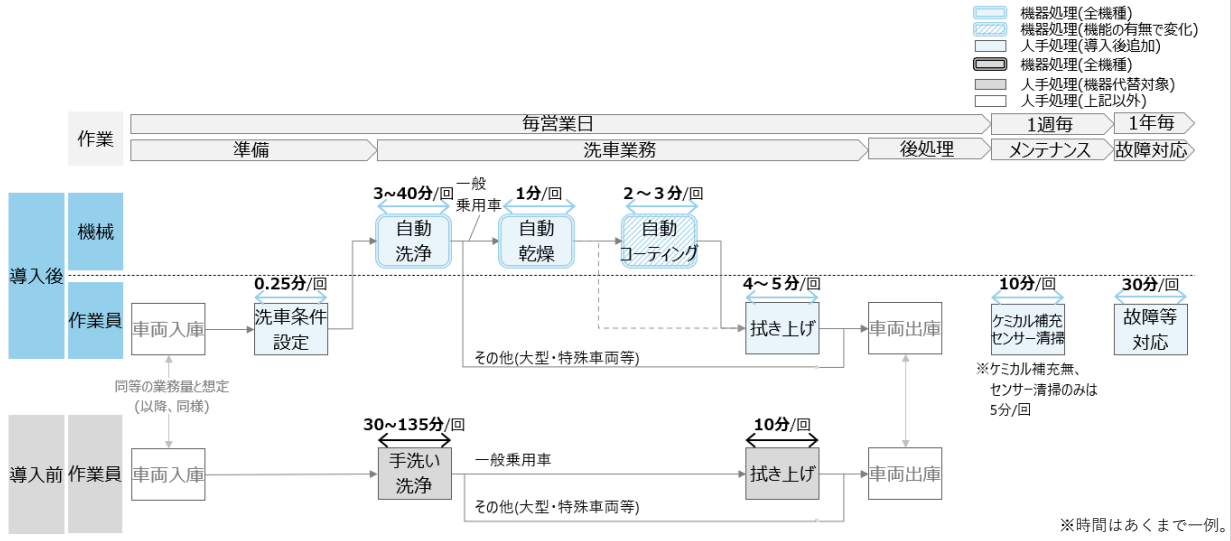 機器処理(全機種)
機器処理(機能の有無で変化)
人手処理(導入後追加)
機器処理(全機種)
人手処理(機器代替対象)
人手処理(上記以外)
作業
毎営業日
1週毎
1年毎
準備
洗車業務
後処理
メンテナンス
故障対応
導入後
機械
3~40分/回
自動
洗浄
一般
乗用車
1分/回
自動
乾燥
2～3分/回
自動
コーティング
作業員
車両入庫
0.25分/回
洗車条件
設定
4～5分/回
拭き上げ
車両出庫
10分/回
ケミカル補充
センサー清掃
30分/回
故障等
対応
その他(大型・特殊車両等)
※ケミカル補充無、
センサー清掃のみは
5分/回
同等の業務量と想定
(以降、同様)
導入前
作業員
車両入庫
30~135分/回
手洗い
洗浄
一般乗用車
10分/回
拭き上げ
車両出庫
その他(大型・特殊車両等)
※時間はあくまで一例。